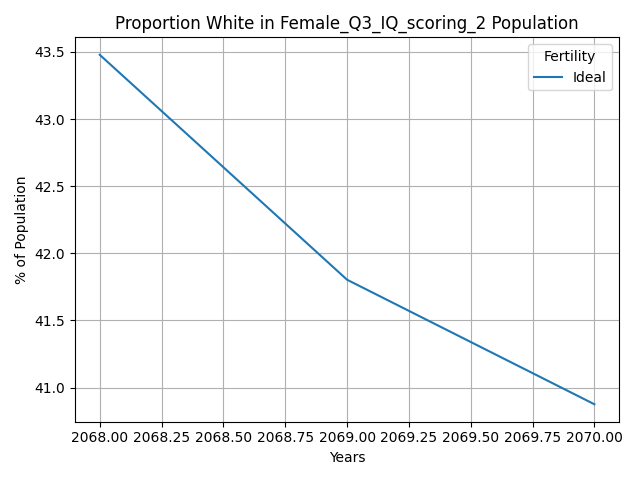 Proportion White in Female_Q3_IQ_scoring_2 Population
Fertility
Ideal
% of Population
43.5
43.0
42.5
42.0
41.5
41.0
2068.00 2068.25 2068.50 2068.75 2069.00 2069.25 2069.50 2069.75 2070.00
Years